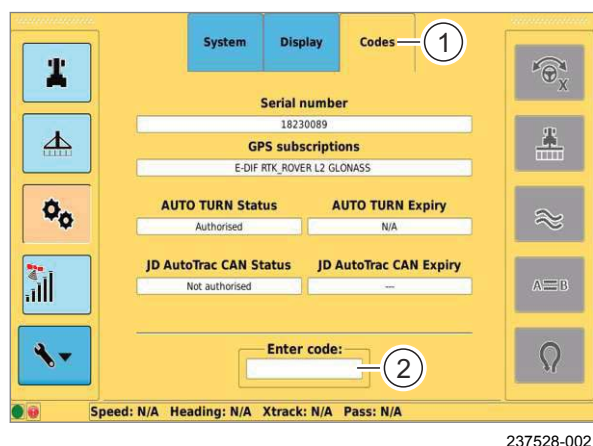 System Display Codes 1
Serial number
18230089
GPS subscriptions
E-DIF RTK_ROVER L2 GLONASS
AUTO TURN Status AUTO TURN Expiry
Authorised N/A
JD AutoTrac CAN Status JD AutoTrac CAN Expiry
Not authorised ---
Enter code:
2
X
A=B
Speed: N/A Heading: N/A Xtrack: N/A Pass: N/A
237528-002